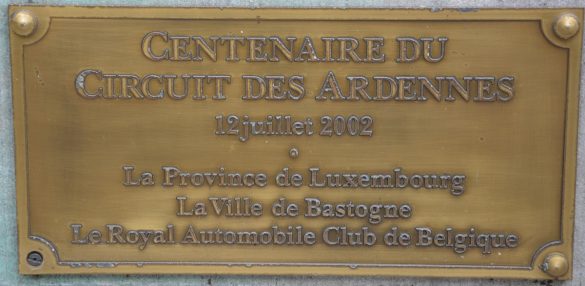 CENTENAIRE DU
CIRCUIT DES ARDENNES
12 juillet 2002
La Province de Luxembourg
La Ville de Bastogne
Le Royal Automobile Club de Belgique